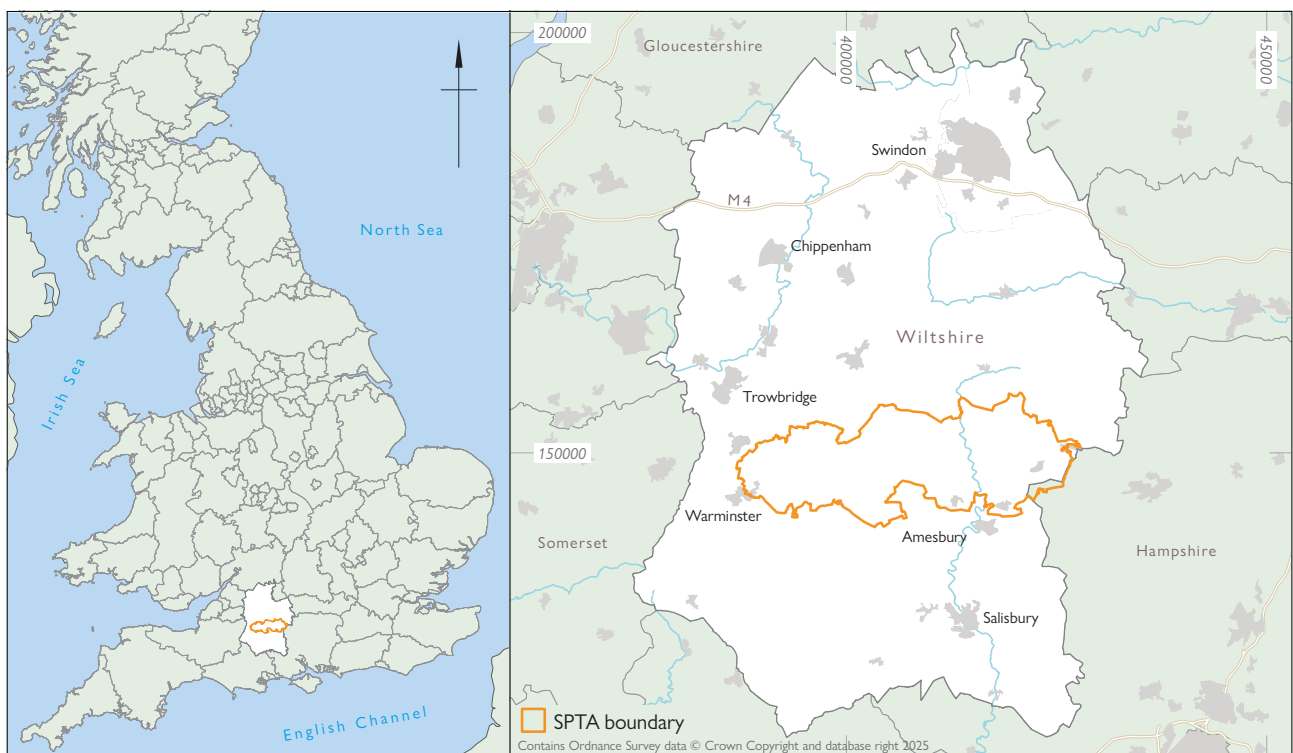 North Sea
Irish Sea
English Channel
200000
400000
450000
Gloucestershire
Swindon
M4
Chippenham
Wiltshire
Trowbridge
150000
Warminster
Amesbury
Somerset
Hampshire
Salisbury
SPTA boundary
Contains Ordnance Survey data © Crown Copyright and database right 2025